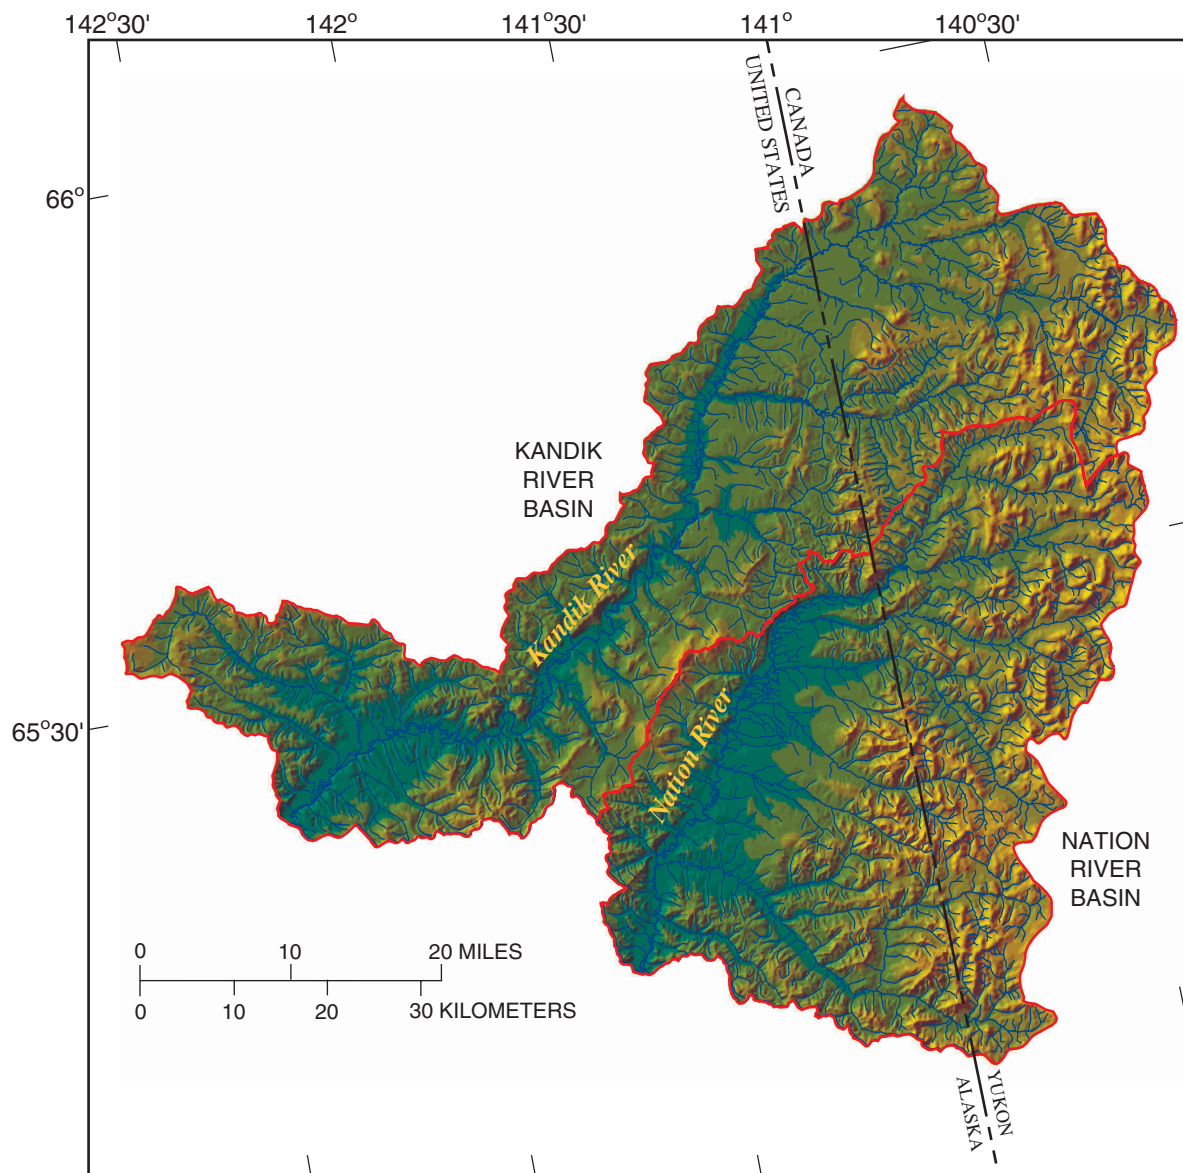 142°30' 142° 141°30' 141° 140°30'
UNITED STATES
CANADA
66°
KANDIK
RIVER
BASIN
Kandik River
65°30'
Nation River
NATION
RIVER
BASIN
0 10 20 MILES
0 10 20 30 KILOMETERS
ALASKA
YUKON